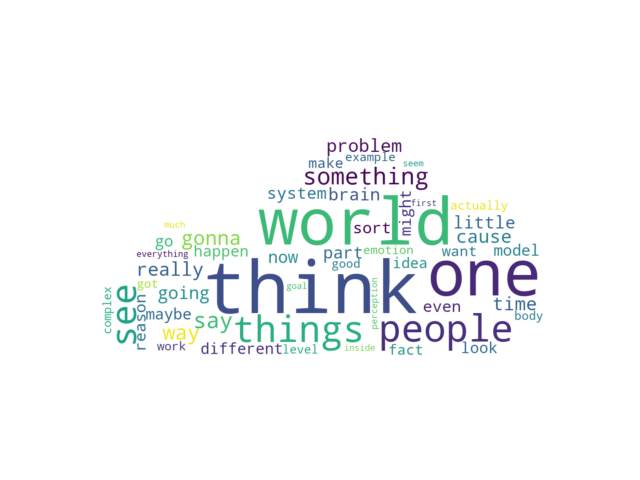 problem
make example seem
something
system brain might first actually
world sort little
much
go gonna now part emotion want cause
everything happen good idea model
really think one
got goal perception
complex see going even time
reason maybe say things people body
way
work different level inside fact look